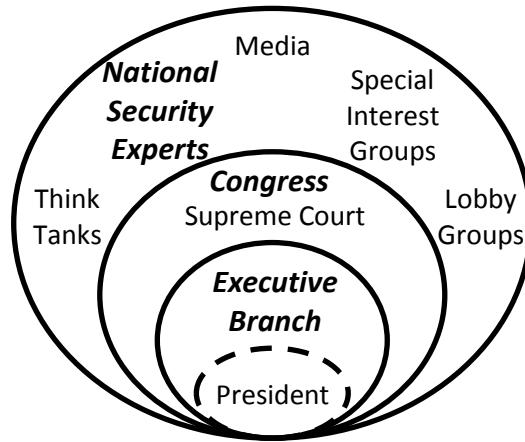 Media
National
Security
Experts
Special
Interest
Groups
Think
Tanks
Congress
Supreme Court
Lobby
Groups
Executive
Branch
President